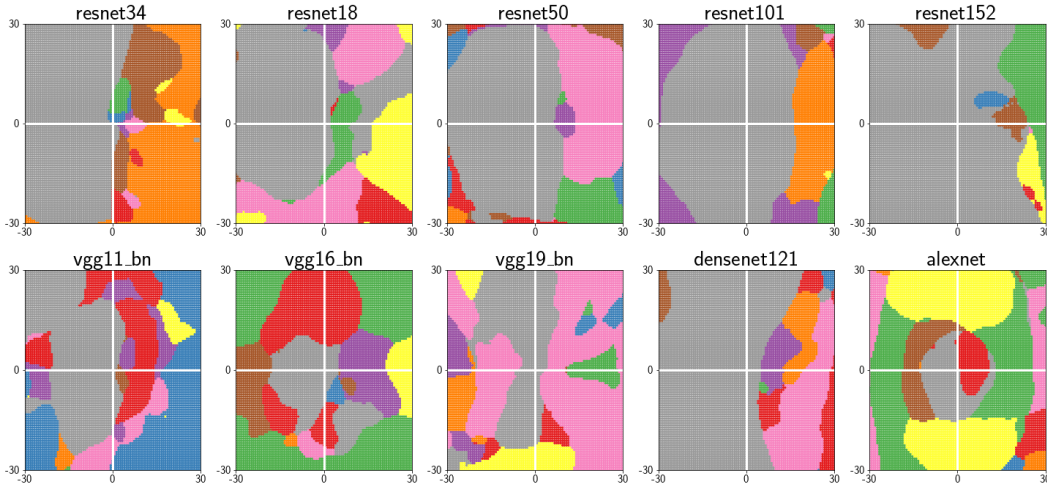 resnet34 resnet18 resnet50 resnet101 resnet152
30 30 30 30 30
0 0 0 0 0
-30 -30 -30 -30 -30
-30 0 30 -30 0 30 -30 0 30 -30 0 30 -30 0 30
vgg11_bn vgg16_bn vgg19_bn densenet121 alexnet
30 30 30 30 30
0 0 0 0 0
-30 -30 -30 -30 -30
-30 0 30 -30 0 30 -30 0 30 -30 0 30 -30 0 30